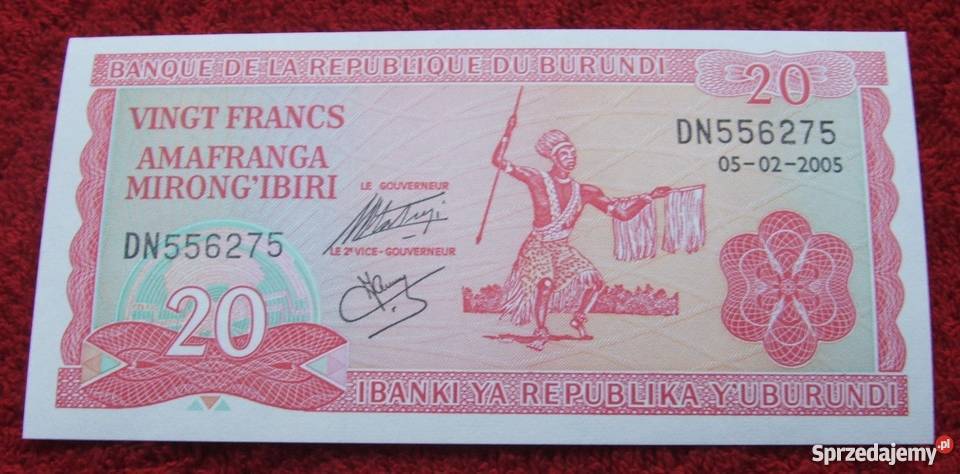 BANQUE DE LA REPUBLIQUE DU BURUNDI
20
VINGT FRANCS
AMAFRANGA
MIRONG'IBIRI
DN556275
05-02-2005
LE GOUVERNEUR
DN556275
LE 2e VICE-GOUVERNEUR
20
IBANKI YA REPUBLIKA Y'UBURUNDI
Sprzedajemy.pl